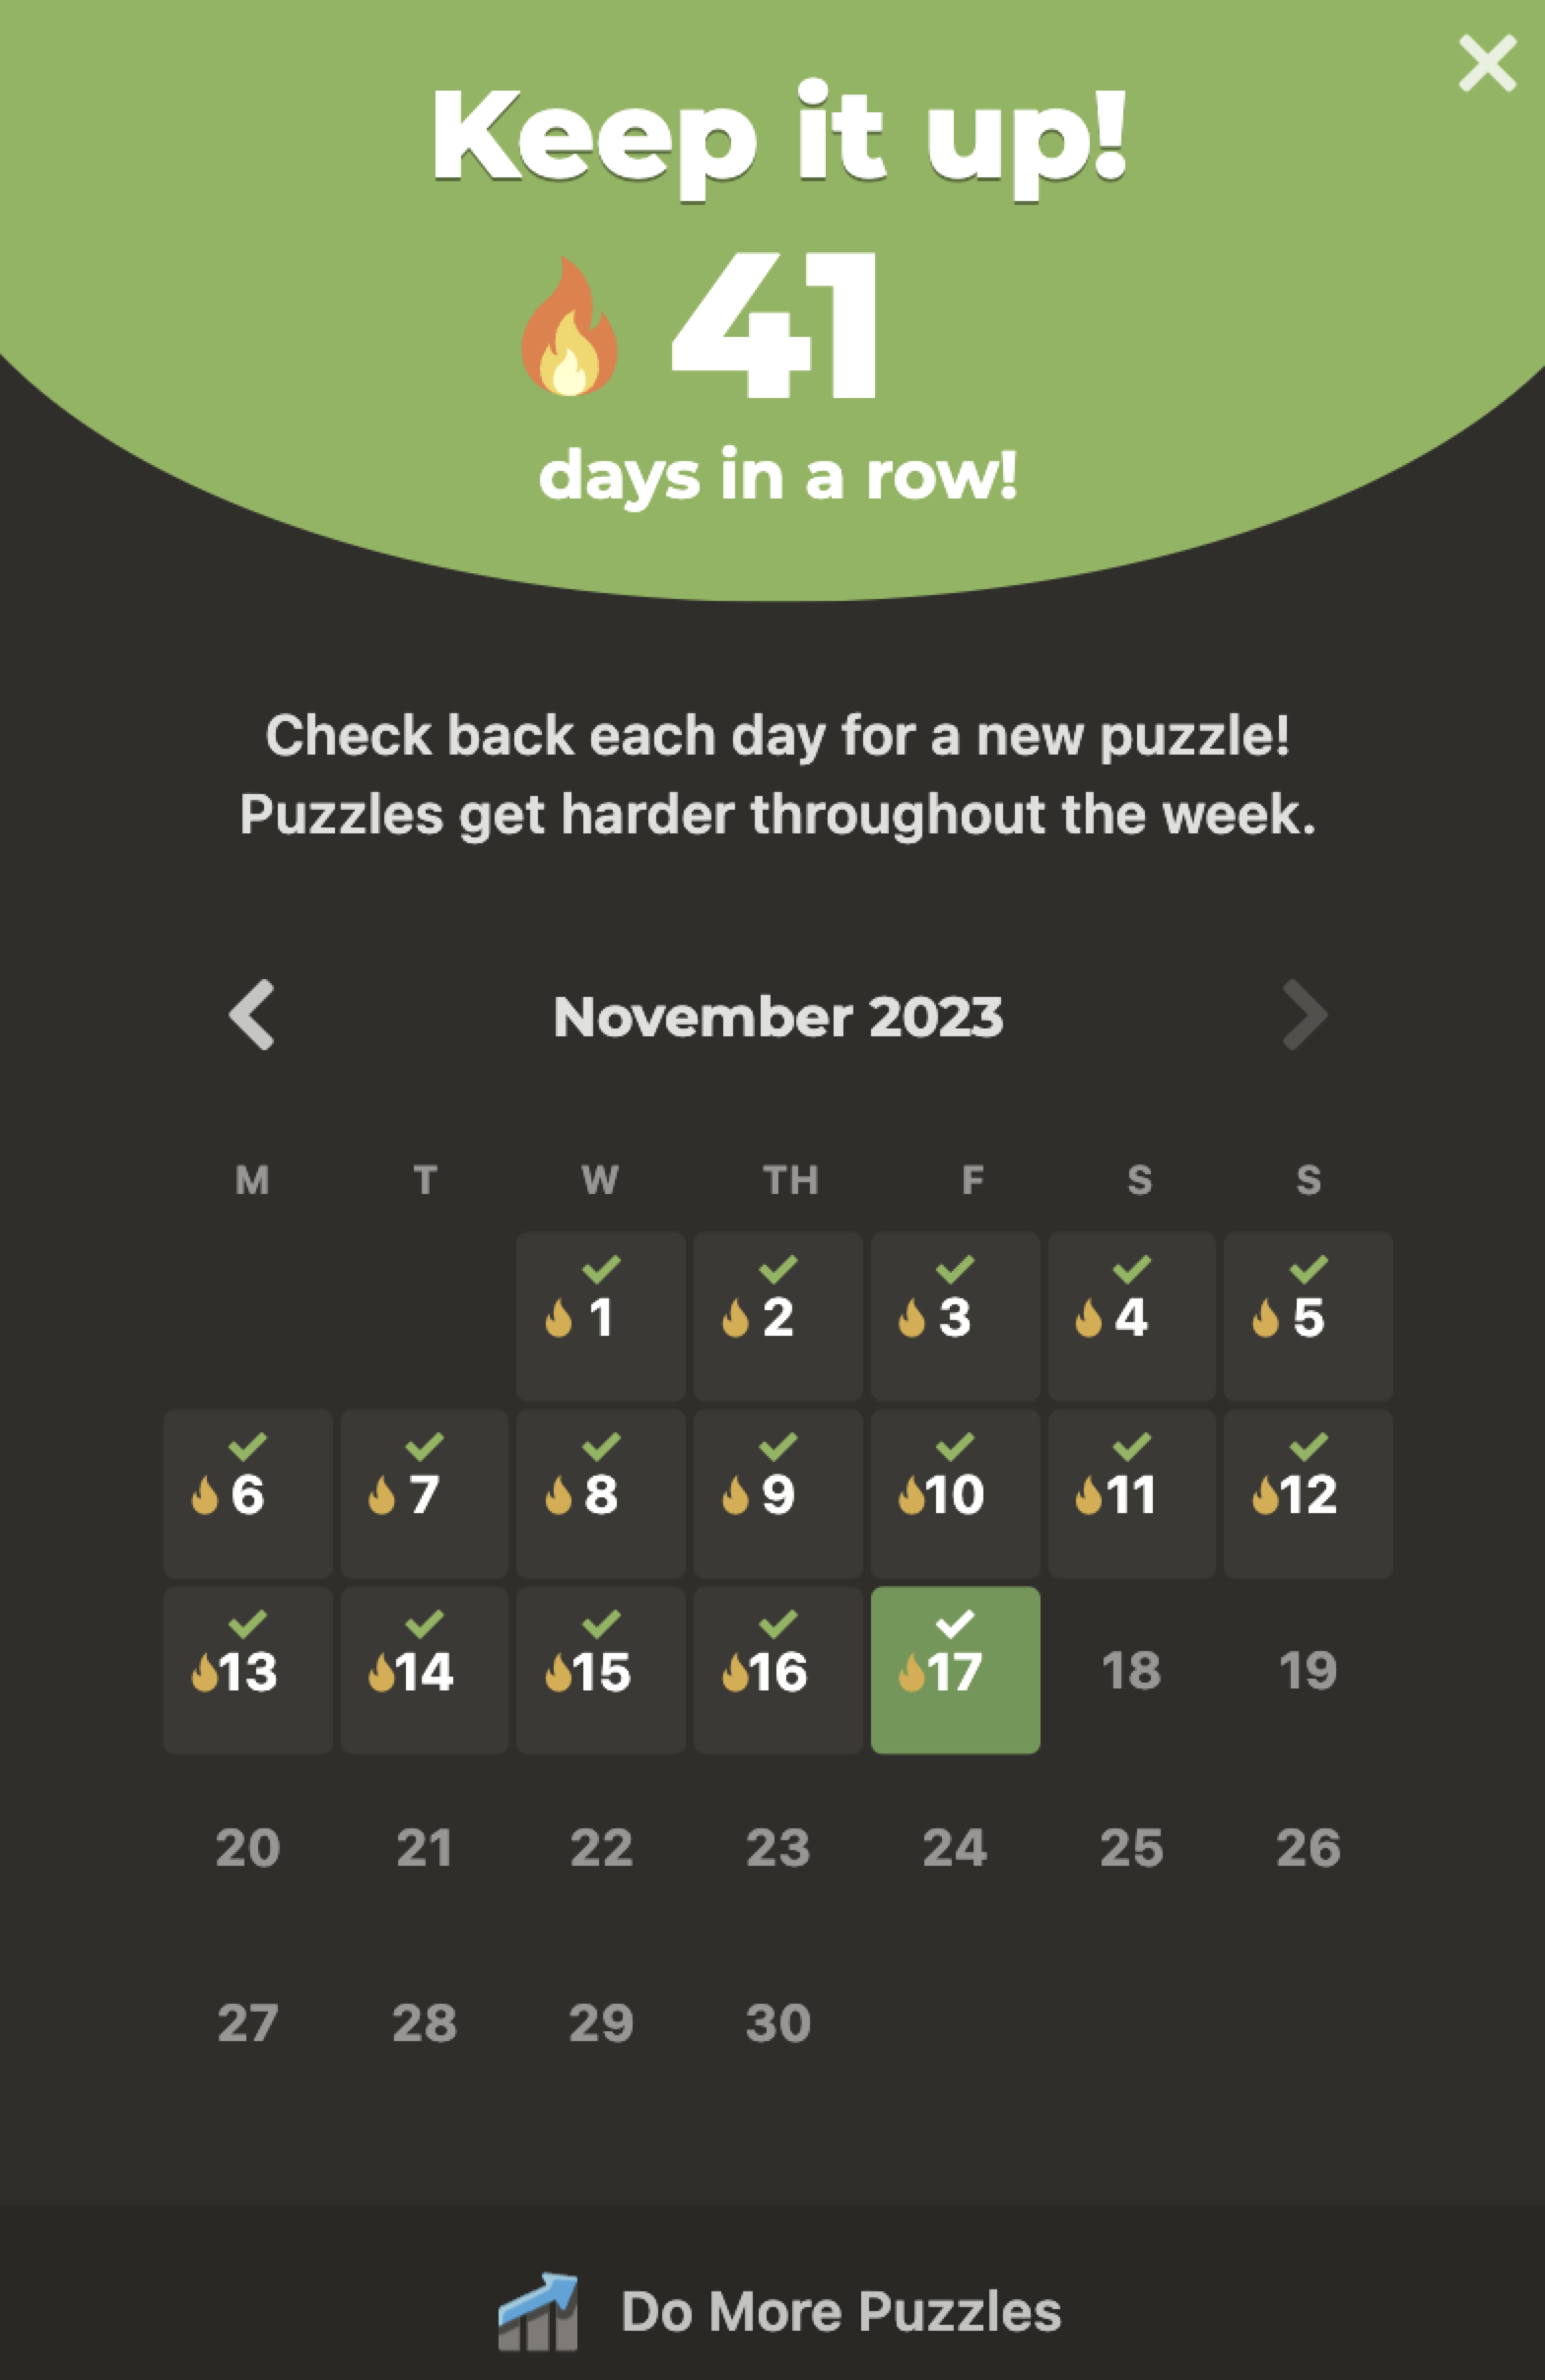 Keep it up!
41
days in a row!
Check back each day for a new puzzle!
Puzzles get harder throughout the week.
November 2023
M T W TH F S S
1 2 3 4 5
6 7 8 9 10 11 12
13 14 15 16 17 18 19
20 21 22 23 24 25 26
27 28 29 30
Do More Puzzles